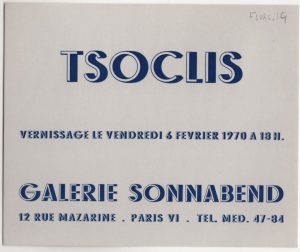 TSOCLIS
VERNISSAGE LE VENDREDI 6 FEVRIER 1970 A 18 H.
GALERIE SONNABEND
12 RUE MAZARINE . PARIS VI . TEL. MED. 47-84